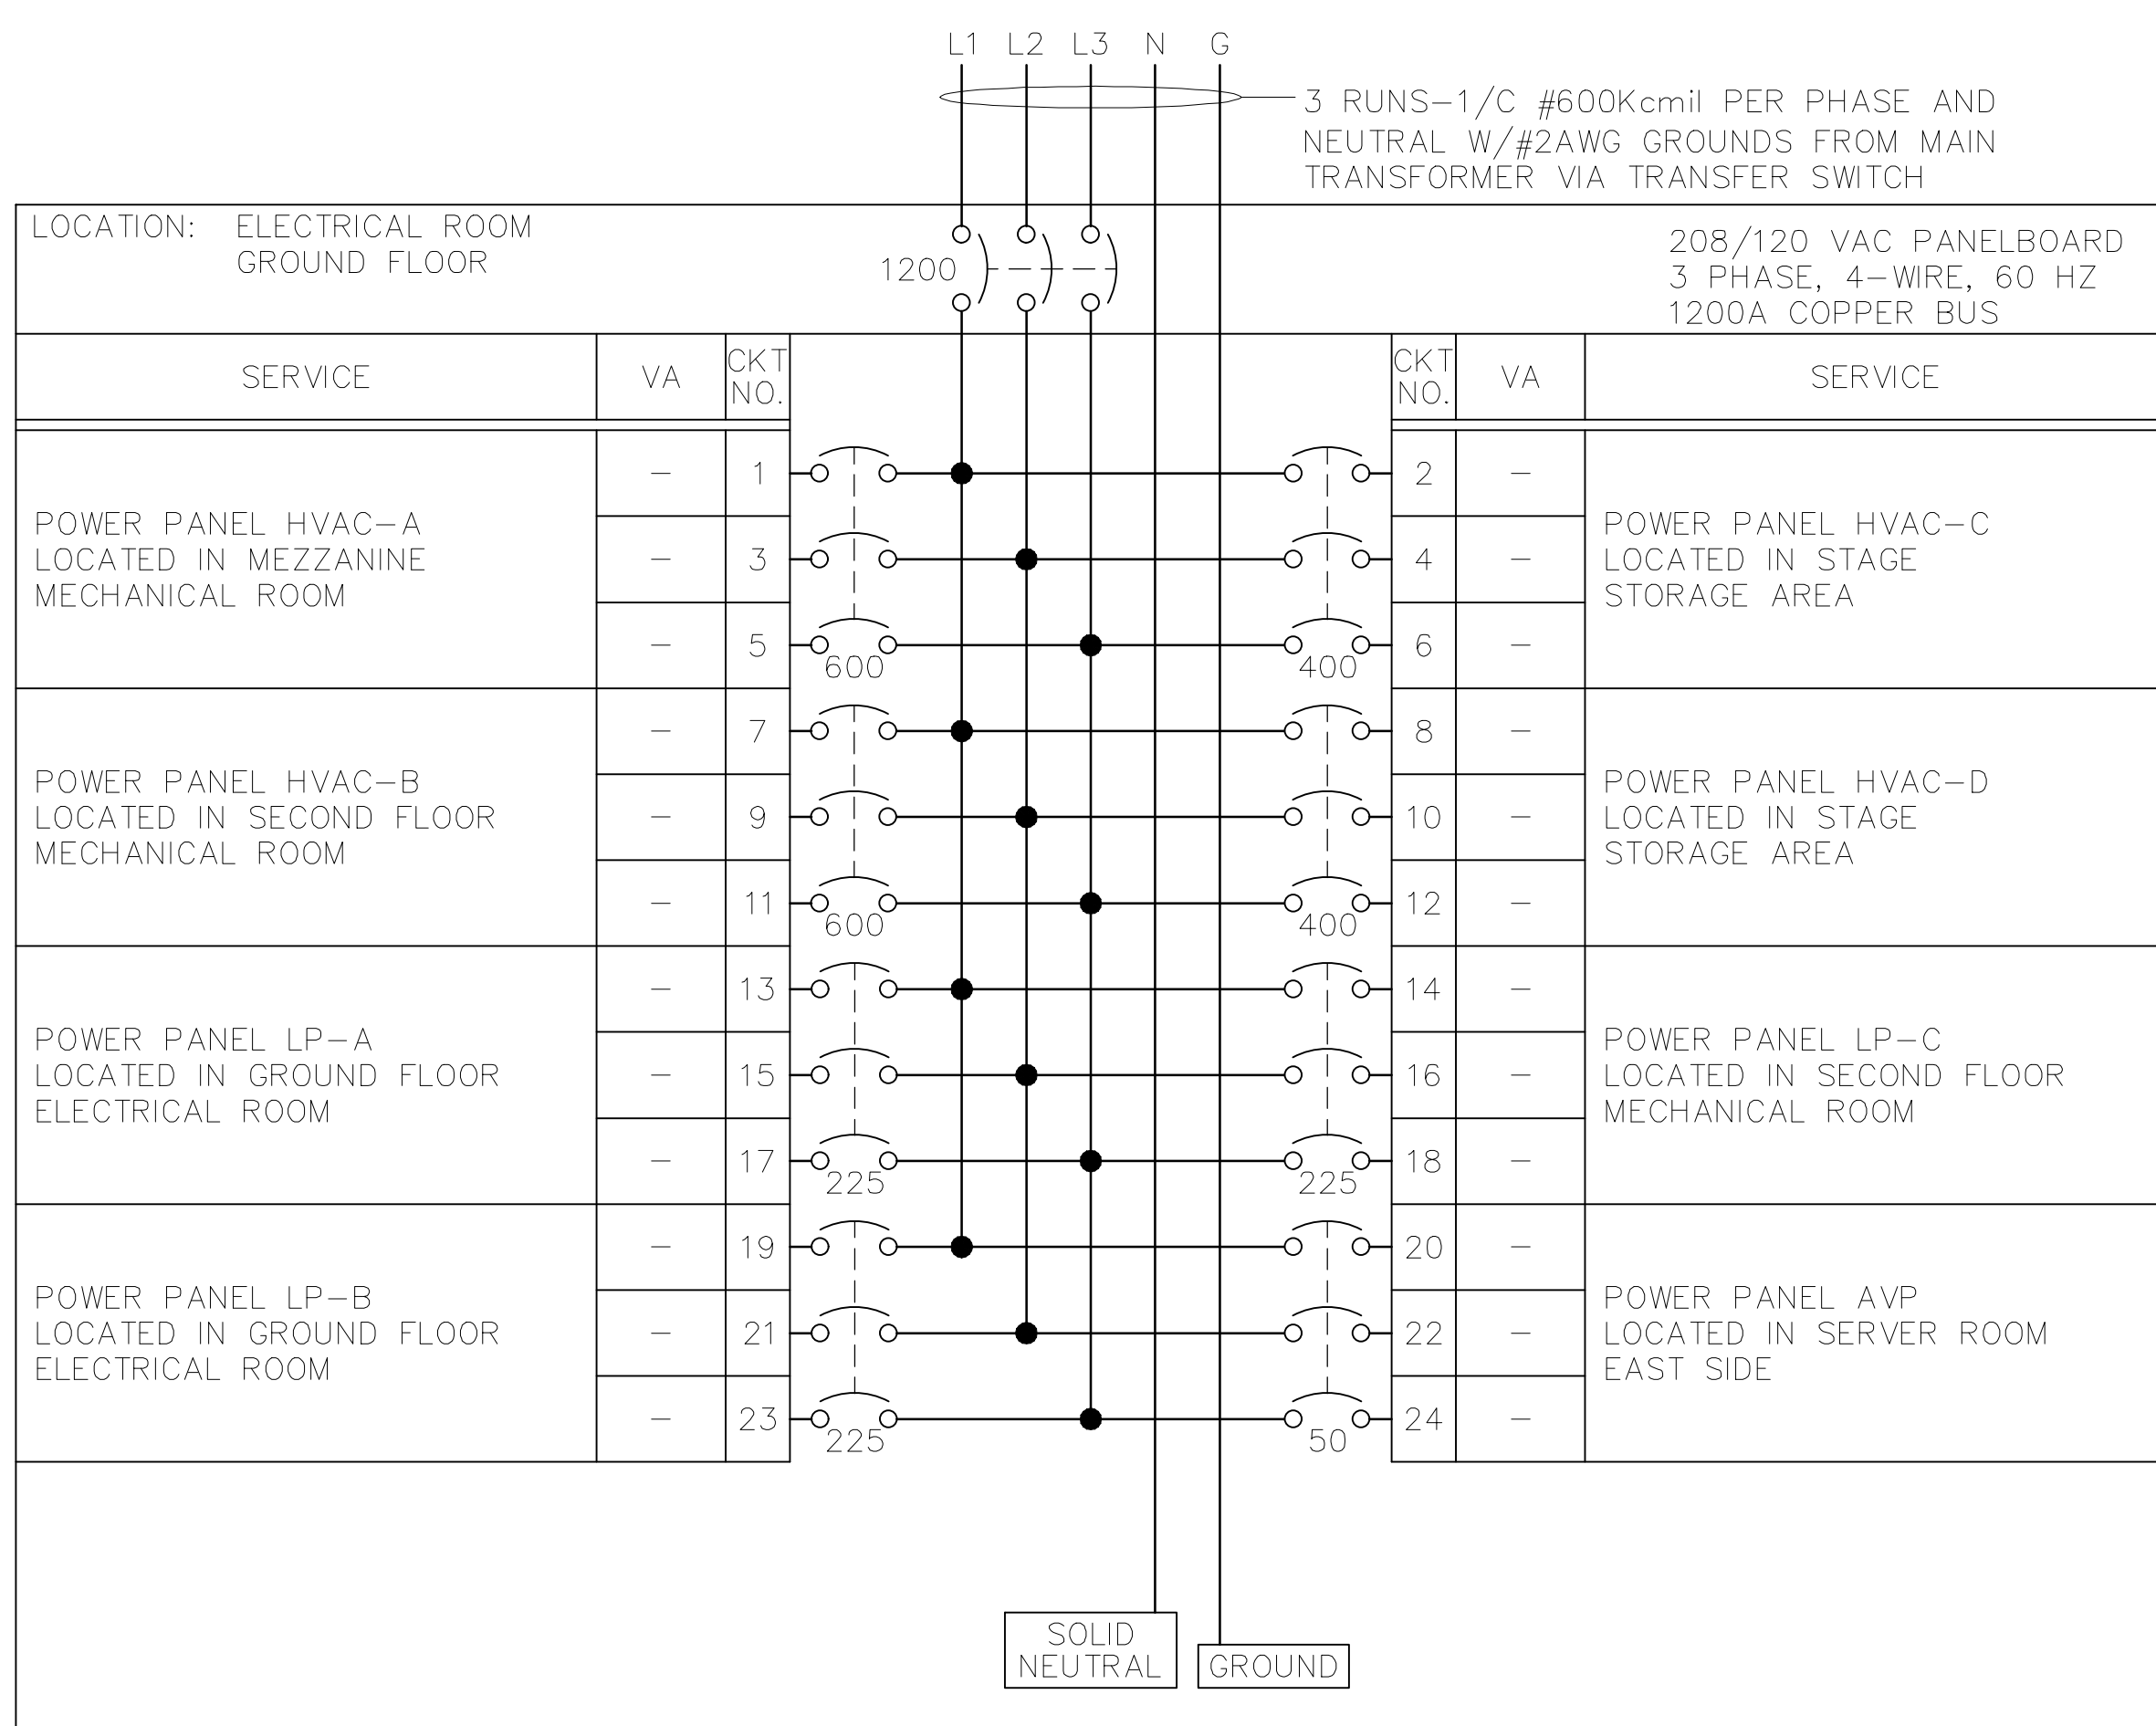 L1 L2 L3 N G
3 RUNS-1/C #600Kcmil PER PHASE AND
NEUTRAL W/#2AWG GROUNDS FROM MAIN
TRANSFORMER VIA TRANSFER SWITCH
LOCATION: ELECTRICAL ROOM
GROUND FLOOR
1200
208/120 VAC PANELBOARD
3 PHASE, 4-WIRE, 60 HZ
1200A COPPER BUS
SERVICE VA CKT NO. CKT NO. VA SERVICE
POWER PANEL HVAC-A
LOCATED IN MEZZANINE
MECHANICAL ROOM
- 1
- 3
- 5
600
2 -
4 -
6 -
400
POWER PANEL HVAC-C
LOCATED IN STAGE
STORAGE AREA
POWER PANEL HVAC-B
LOCATED IN SECOND FLOOR
MECHANICAL ROOM
- 7
- 9
- 11
600
8 -
10 -
12 -
400
POWER PANEL HVAC-D
LOCATED IN STAGE
STORAGE AREA
POWER PANEL LP-A
LOCATED IN GROUND FLOOR
ELECTRICAL ROOM
- 13
- 15
- 17
225
14 -
16 -
18 -
225
POWER PANEL LP-C
LOCATED IN SECOND FLOOR
MECHANICAL ROOM
POWER PANEL LP-B
LOCATED IN GROUND FLOOR
ELECTRICAL ROOM
- 19
- 21
- 23
225
20 -
22 -
24 -
50
POWER PANEL AVP
LOCATED IN SERVER ROOM
EAST SIDE
SOLID
NEUTRAL
GROUND